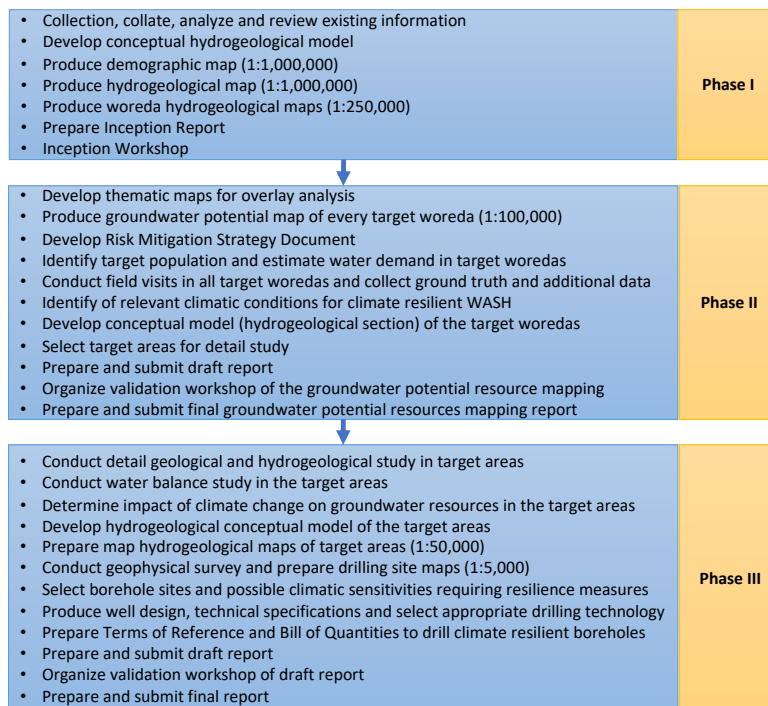 • Collection, collate, analyze and review existing information
• Develop conceptual hydrogeological model
• Produce demographic map (1:1,000,000)
• Produce hydrogeological map (1:1,000,000)
• Produce woreda hydrogeological maps (1:250,000)
• Prepare Inception Report
• Inception Workshop
Phase I
• Develop thematic maps for overlay analysis
• Produce groundwater potential map of every target woreda (1:100,000)
• Develop Risk Mitigation Strategy Document
• Identify target population and estimate water demand in target woredas
• Conduct field visits in all target woredas and collect ground truth and additional data
• Identify of relevant climatic conditions for climate resilient WASH
• Develop conceptual model (hydrogeological section) of the target woredas
• Select target areas for detail study
• Prepare and submit draft report
• Organize validation workshop of the groundwater potential resource mapping
• Prepare and submit final groundwater potential resources mapping report
Phase II
• Conduct detail geological and hydrogeological study in target areas
• Conduct water balance study in the target areas
• Determine impact of climate change on groundwater resources in the target areas
• Develop hydrogeological conceptual model of the target areas
• Prepare map hydrogeological maps of target areas (1:50,000)
• Conduct geophysical survey and prepare drilling site maps (1:5,000)
• Select borehole sites and possible climatic sensitivities requiring resilience measures
• Produce well design, technical specifications and select appropriate drilling technology
• Prepare Terms of Reference and Bill of Quantities to drill climate resilient boreholes
• Prepare and submit draft report
• Organize validation workshop of draft report
• Prepare and submit final report
Phase III